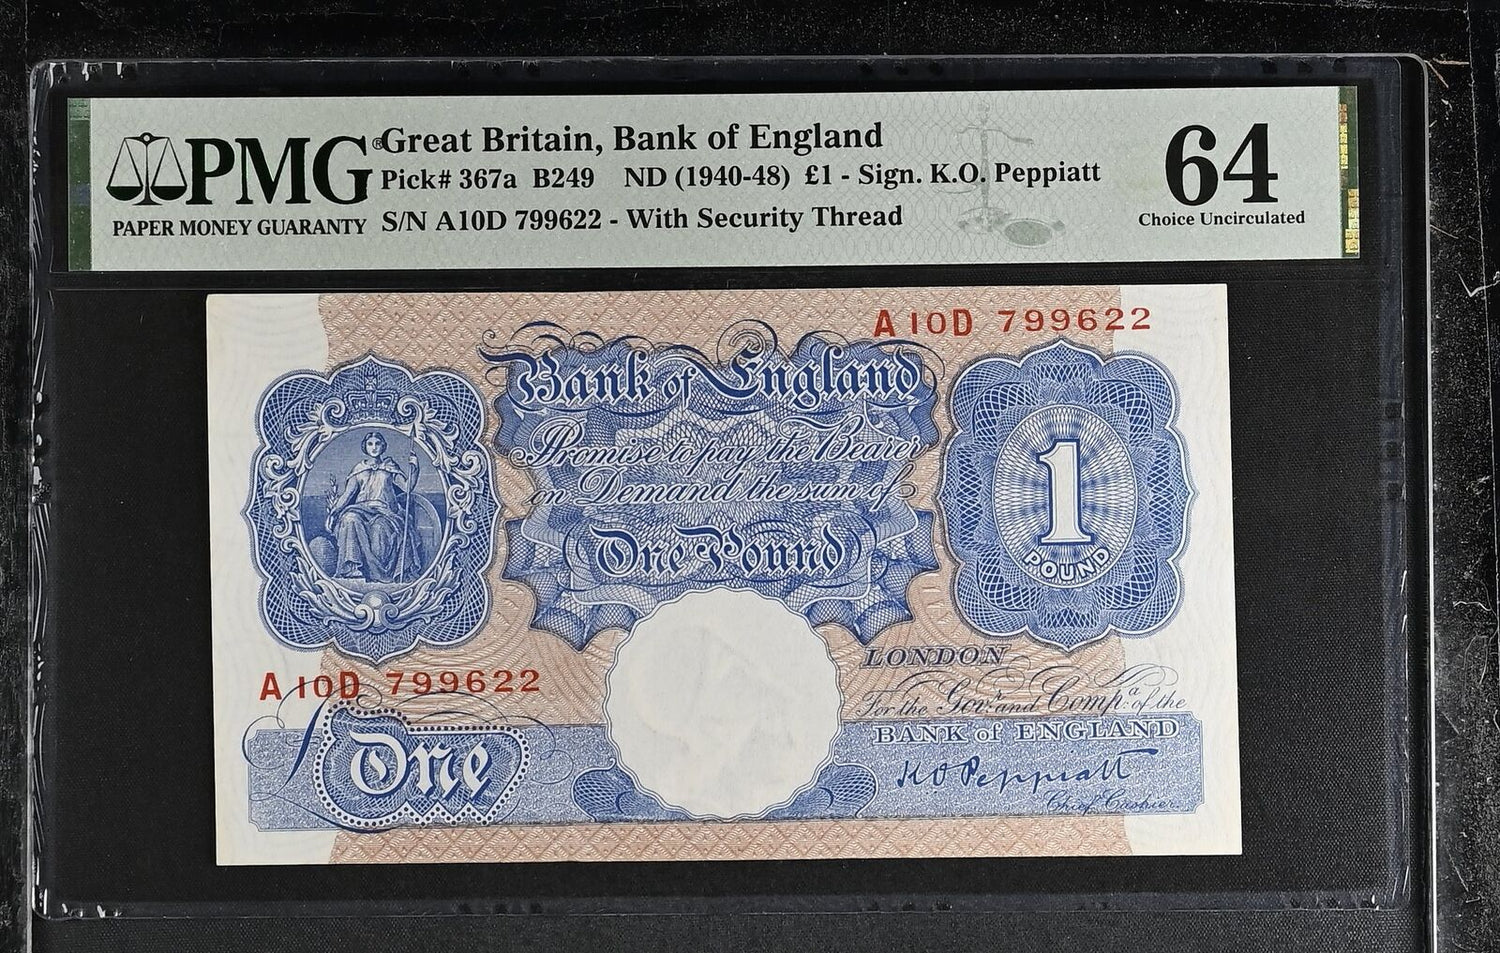 PMG®
PAPER MONEY GUARANTY
Great Britain, Bank of England
Pick# 367a B249 ND (1940-48) £1 - Sign. K.O. Peppiatt
S/N A10D 799622 - With Security Thread
64
Choice Uncirculated
A10D 799622
Bank of England
Promise to pay the Bearer
on Demand the sum of
One Pound
1
POUND
LONDON
A10D 799622
For the Govr. and Compa. of the
BANK of ENGLAND
One
K O Peppiatt
Chief Cashier.